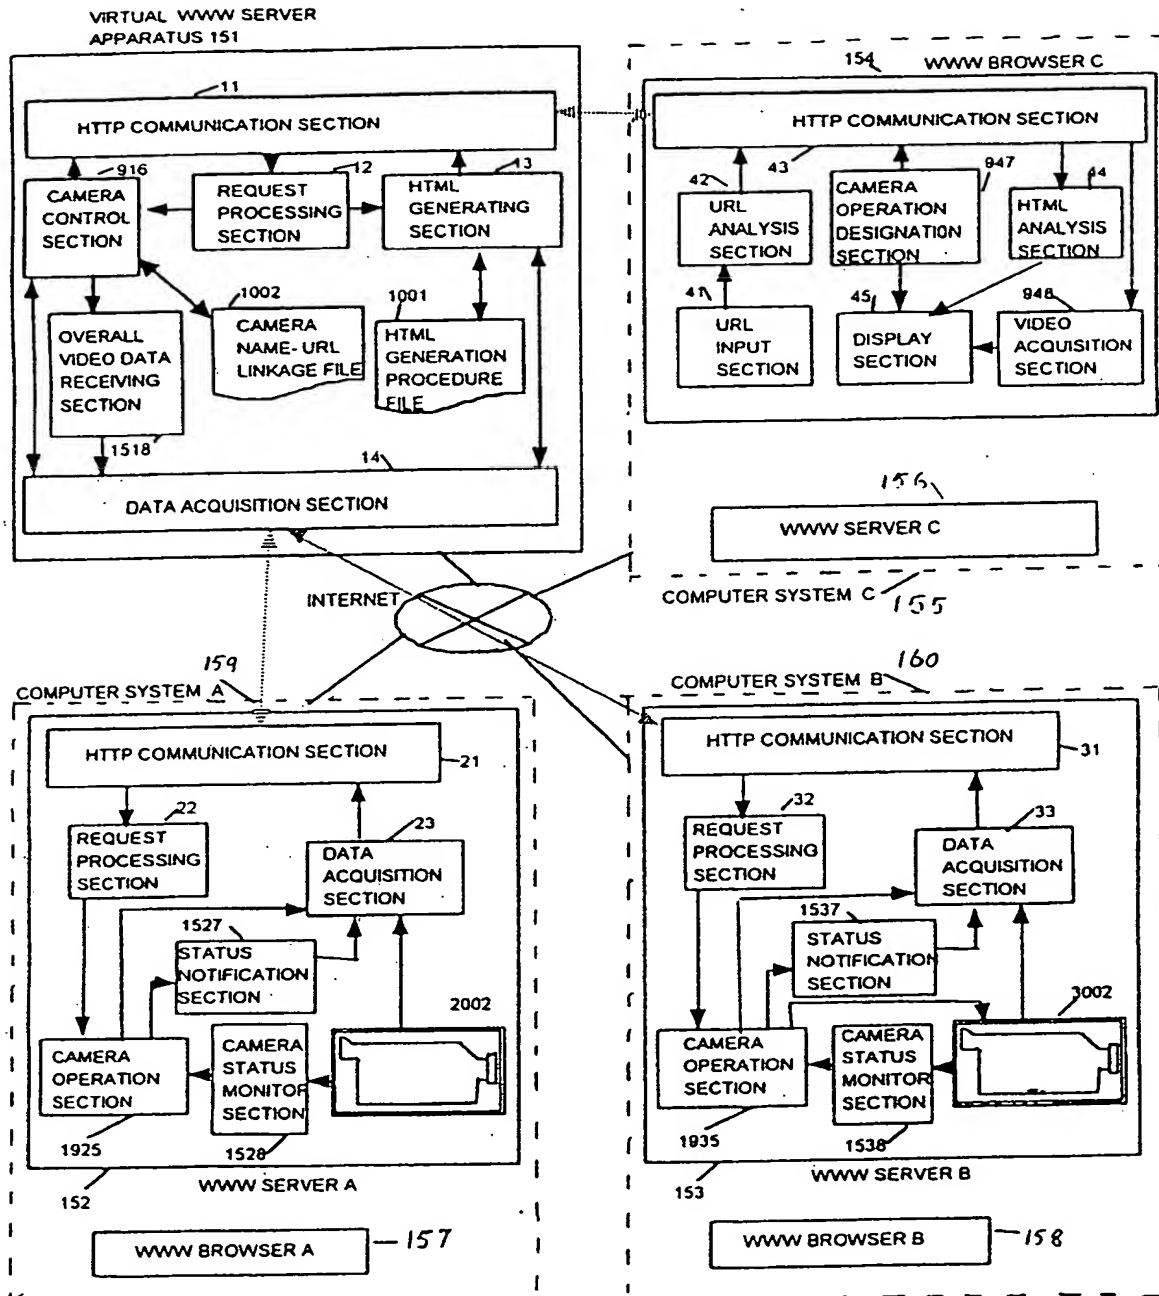 VIRTUAL WWW SERVER
APPARATUS 151
11
HTTP COMMUNICATION SECTION
916
CAMERA
CONTROL
SECTION
12
REQUEST
PROCESSING
SECTION
13
HTML
GENERATING
SECTION
OVERALL
VIDEO DATA
RECEIVING
SECTION
1518
1002
CAMERA
NAME-URL
LINKAGE FILE
1001
HTML
GENERATION
PROCEDURE
FILE
14
DATA ACQUISITION SECTION
154
WWW BROWSER C
HTTP COMMUNICATION SECTION
43
42
URL
ANALYSIS
SECTION
947
CAMERA
OPERATION
DESIGNATION
SECTION
44
HTML
ANALYSIS
SECTION
41
URL
INPUT
SECTION
45
DISPLAY
SECTION
948
VIDEO
ACQUISITION
SECTION
156
WWW SERVER C
COMPUTER SYSTEM C
155
INTERNET
159
COMPUTER SYSTEM A
HTTP COMMUNICATION SECTION
21
22
REQUEST
PROCESSING
SECTION
23
DATA
ACQUISITION
SECTION
1527
STATUS
NOTIFICATION
SECTION
2002
CAMERA
OPERATION
SECTION
CAMERA
STATUS
MONITOR
SECTION
1925
1528
152
WWW SERVER A
WWW BROWSER A
157
160
COMPUTER SYSTEM B
HTTP COMMUNICATION SECTION
31
32
REQUEST
PROCESSING
SECTION
33
DATA
ACQUISITION
SECTION
1537
STATUS
NOTIFICATION
SECTION
3002
CAMERA
OPERATION
SECTION
CAMERA
STATUS
MONITOR
SECTION
1935
1538
153
WWW SERVER B
WWW BROWSER B
158